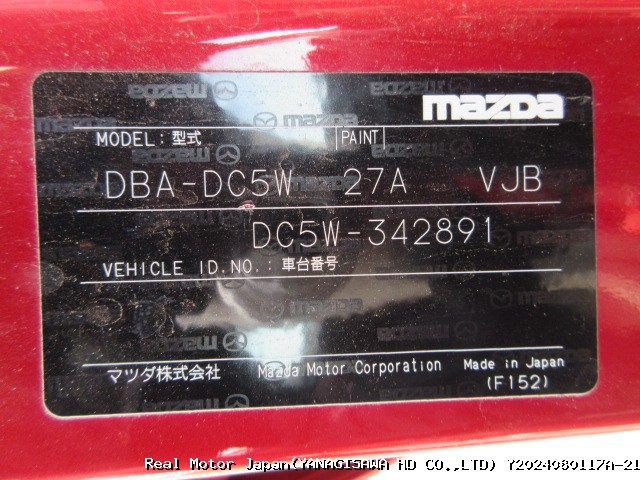 mazda
MODEL: 型式 PAINT
DBA-DC5W 27A VJB
DC5W-342891
VEHICLE ID.NO.: 車台番号
マツダ株式会社 Mazda Motor Corporation Made in Japan
(F152)
Real Motor Japan(YANAGISAWA HD CO.,LTD) Y2024080117A-21